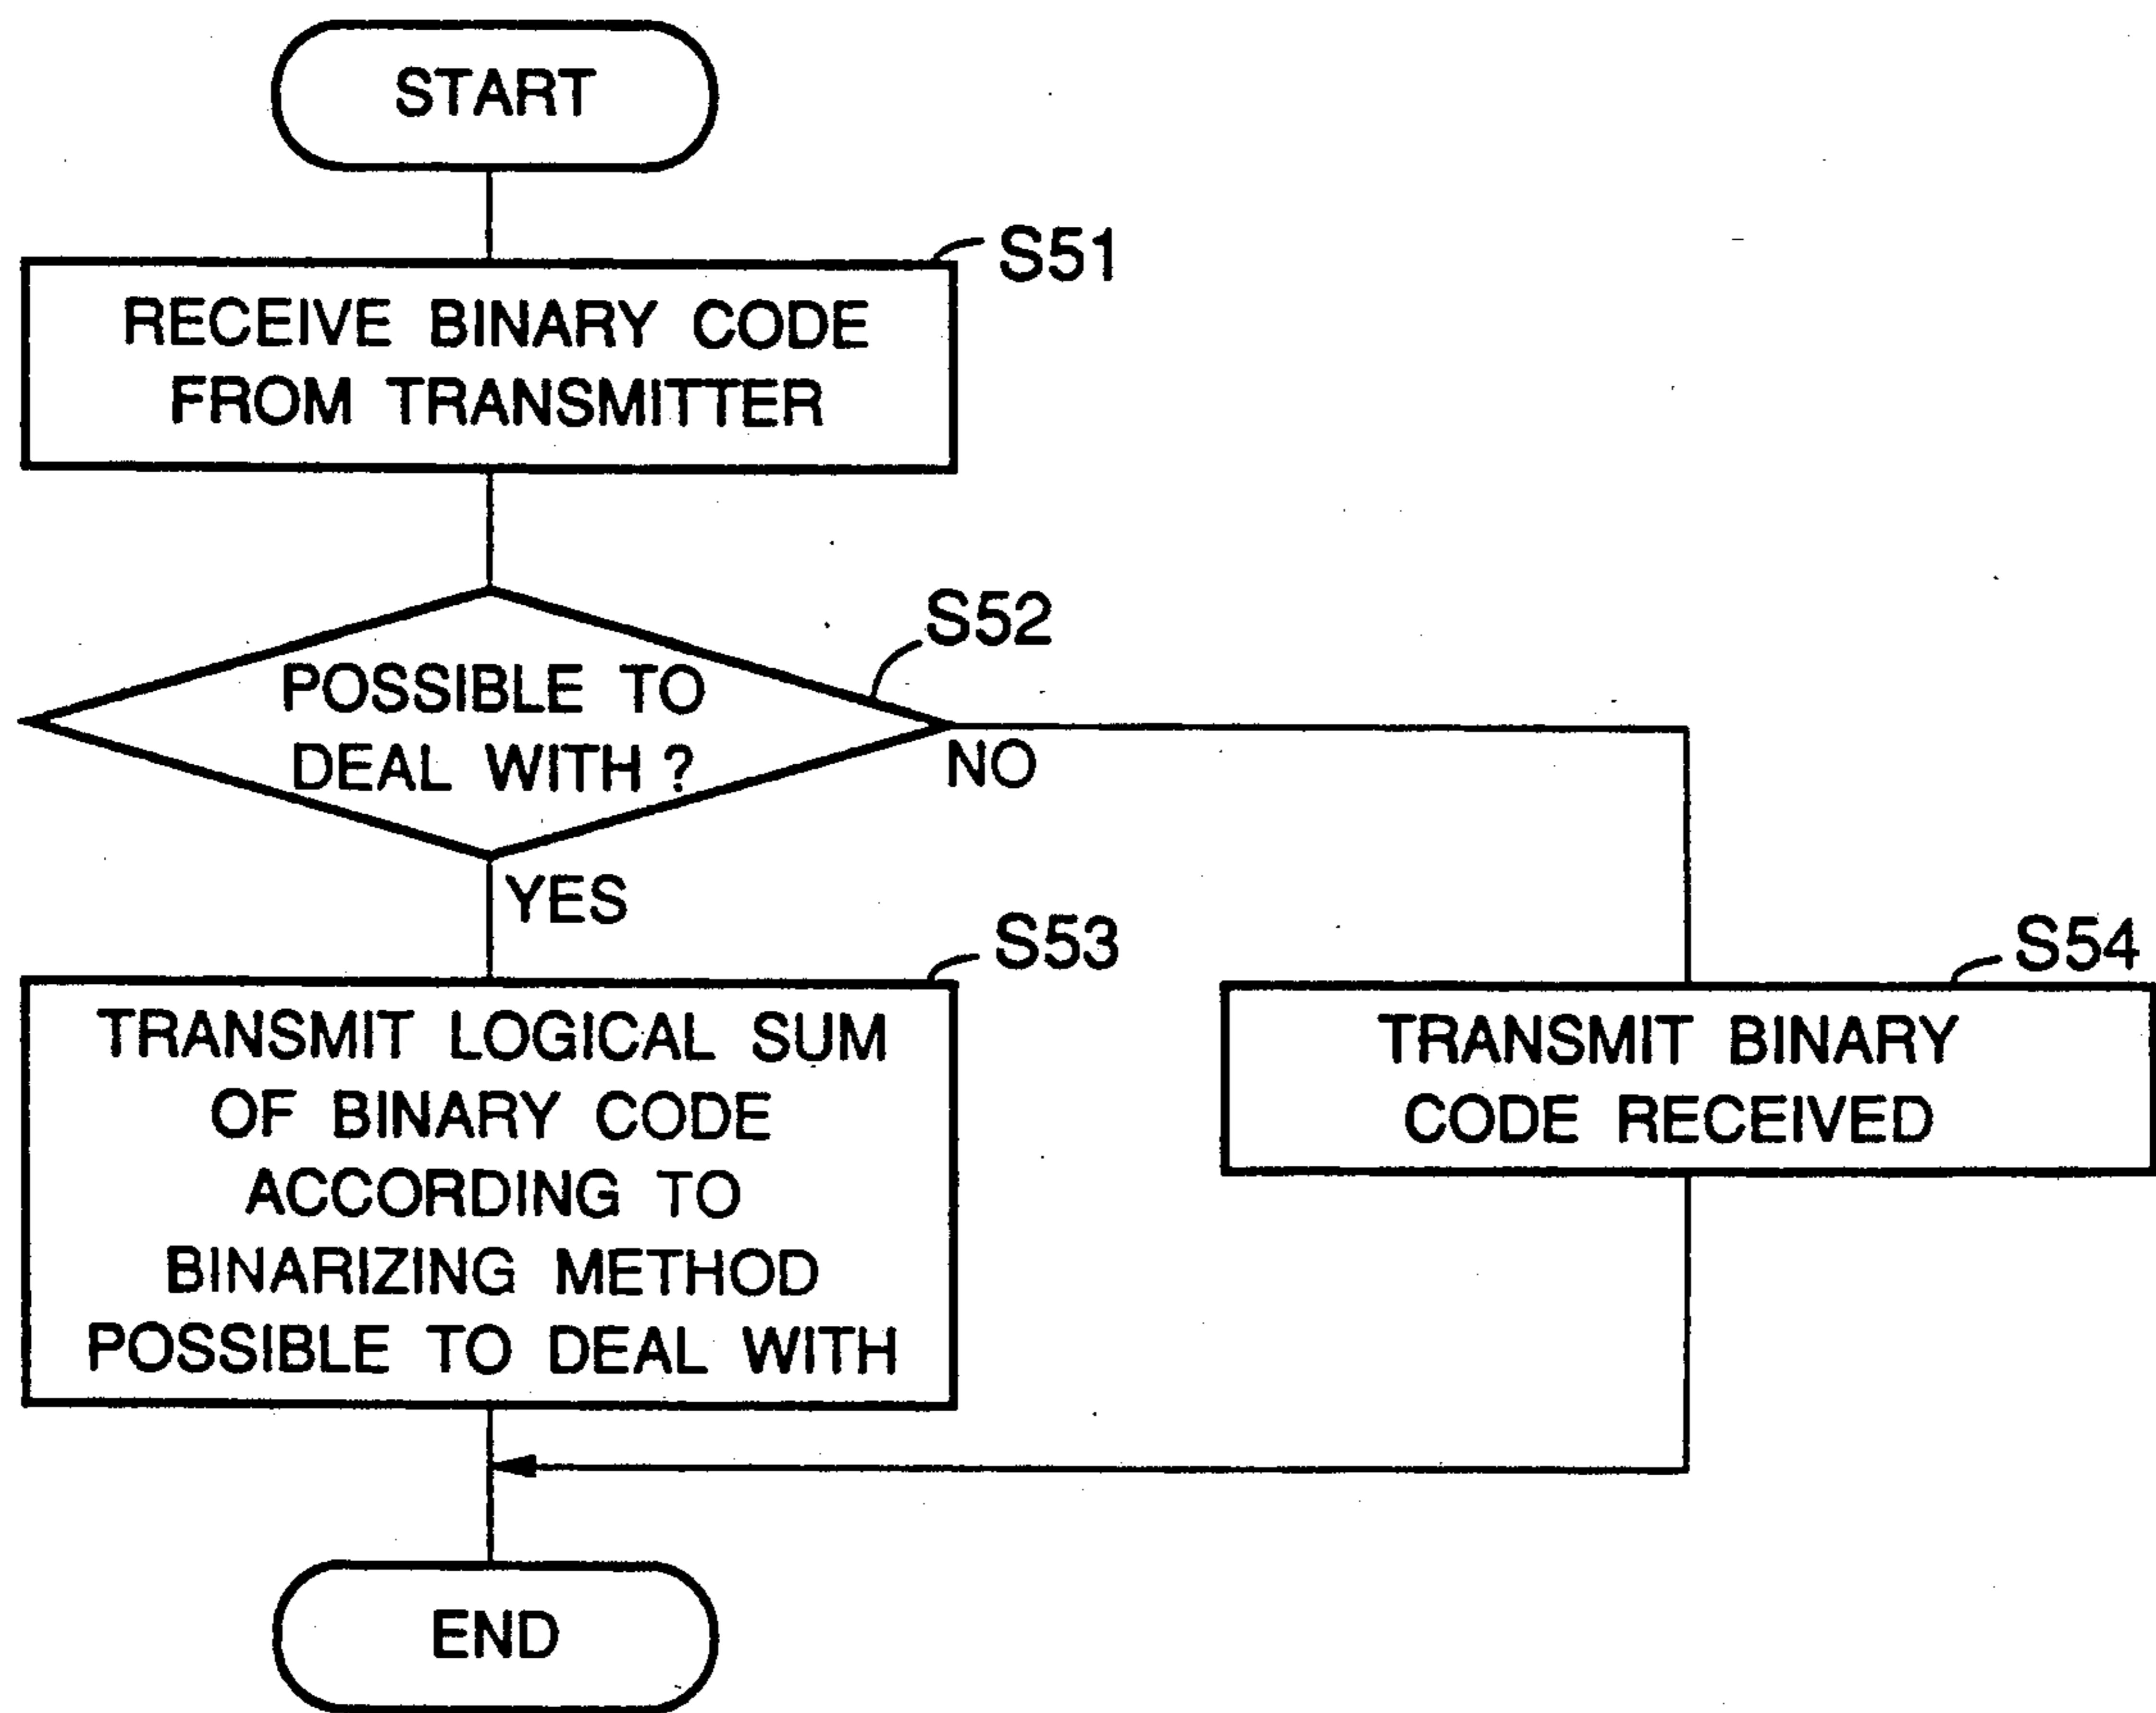 START
S51
RECEIVE BINARY CODE
FROM TRANSMITTER
S52
POSSIBLE TO
DEAL WITH ?
NO
YES
S53
TRANSMIT LOGICAL SUM
OF BINARY CODE
ACCORDING TO
BINARIZING METHOD
POSSIBLE TO DEAL WITH
S54
TRANSMIT BINARY
CODE RECEIVED
END